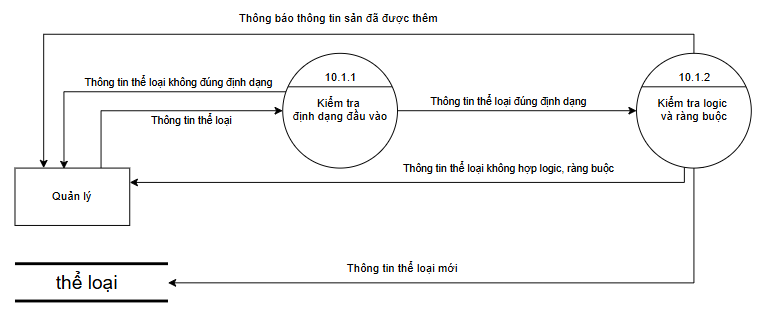 Thông báo thông tin sản đã được thêm
10.1.1
10.1.2
Thông tin thể loại không đúng định dạng
Kiểm tra
định dạng đầu vào
Thông tin thể loại đúng định dạng
Kiểm tra logic
và ràng buộc
Thông tin thể loại
Thông tin thể loại không hợp logic, ràng buộc
Quản lý
Thông tin thể loại mới
thể loại